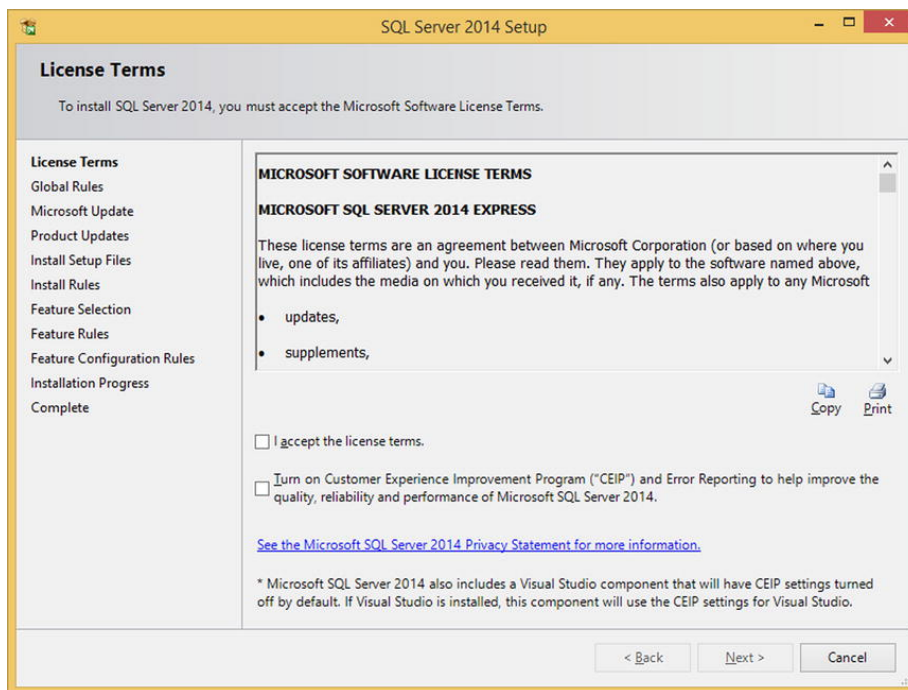 SQL Server 2014 Setup
License Terms
To install SQL Server 2014, you must accept the Microsoft Software License Terms.
License Terms
Global Rules
Microsoft Update
Product Updates
Install Setup Files
Install Rules
Feature Selection
Feature Rules
Feature Configuration Rules
Installation Progress
Complete
MICROSOFT SOFTWARE LICENSE TERMS
MICROSOFT SQL SERVER 2014 EXPRESS
These license terms are an agreement between Microsoft Corporation (or based on where you
live, one of its affiliates) and you. Please read them. They apply to the software named above,
which includes the media on which you received it, if any. The terms also apply to any Microsoft
• updates,
• supplements,
Copy Print
I accept the license terms.
Turn on Customer Experience Improvement Program ("CEIP") and Error Reporting to help improve the
quality, reliability and performance of Microsoft SQL Server 2014.
See the Microsoft SQL Server 2014 Privacy Statement for more information.
* Microsoft SQL Server 2014 also includes a Visual Studio component that will have CEIP settings turned
off by default. If Visual Studio is installed, this component will use the CEIP settings for Visual Studio.
< Back Next > Cancel